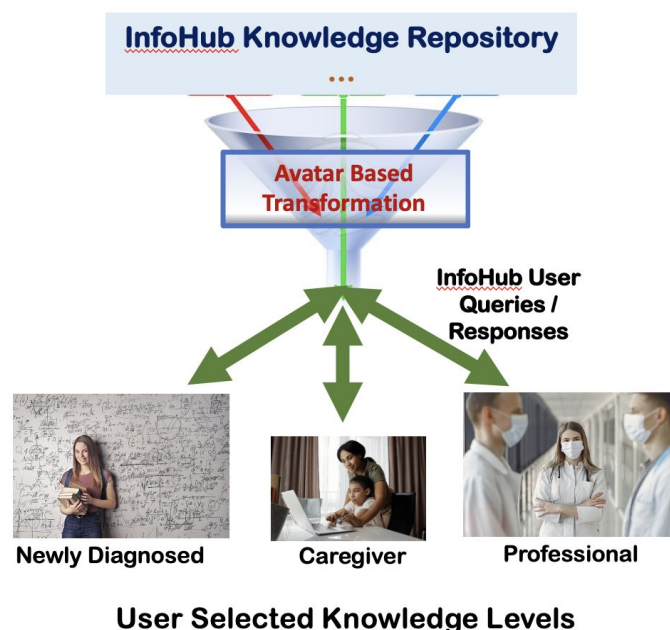 InfoHub Knowledge Repository
...
Avatar Based
Transformation
InfoHub User
Queries /
Responses
Newly Diagnosed
Caregiver
Professional
User Selected Knowledge Levels